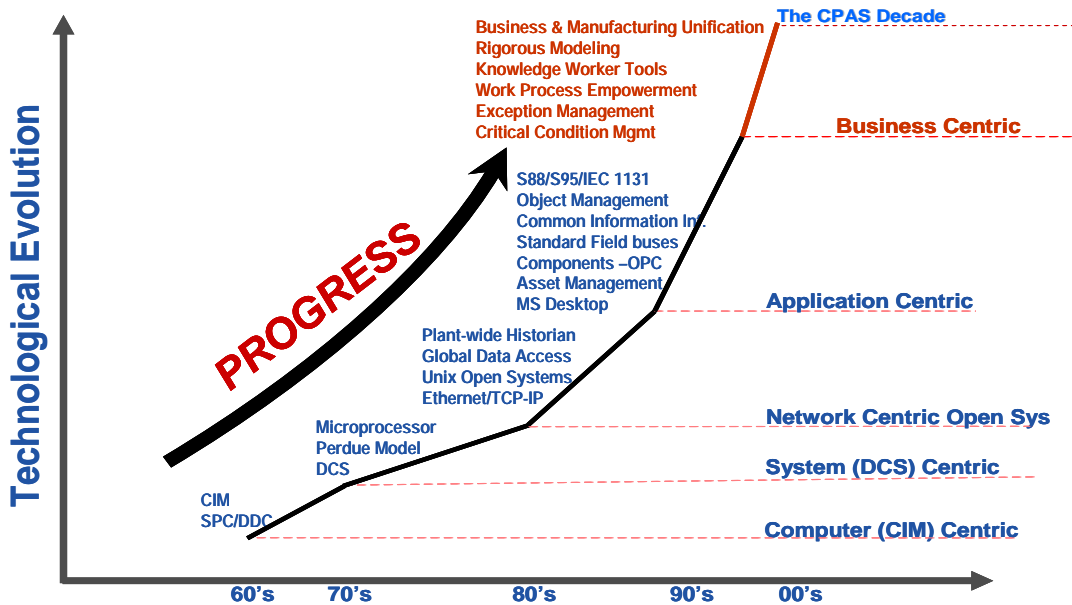 The CPAS Decade
Business & Manufacturing Unification
Rigorous Modeling
Knowledge Worker Tools
Work Process Empowerment
Exception Management
Critical Condition Mgmt
Business Centric
S88/S95/IEC 1131
Object Management
Common Information Inf.
Standard Field buses
Components –OPC
Asset Management
MS Desktop
Application Centric
Plant-wide Historian
Global Data Access
Unix Open Systems
Ethernet/TCP-IP
Network Centric Open Sys
Microprocessor
Perdue Model
DCS
System (DCS) Centric
CIM
SPC/DDC
Computer (CIM) Centric
PROGRESS
Technological Evolution
60's 70's 80's 90's 00's